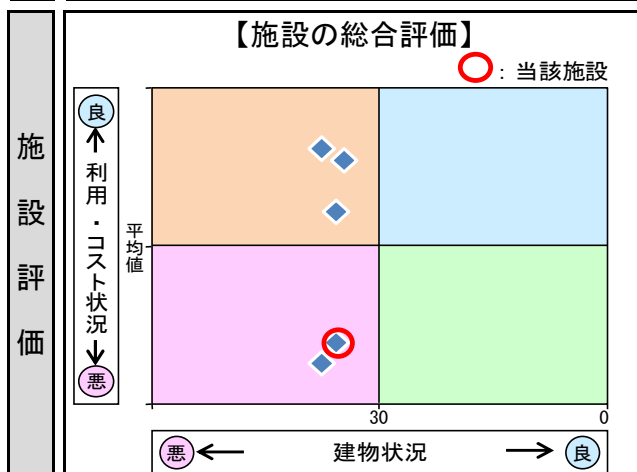 施設評価
【施設の総合評価】
：当該施設
良
利用・コスト状況
悪
平均値
30
0
悪
建物状況
良